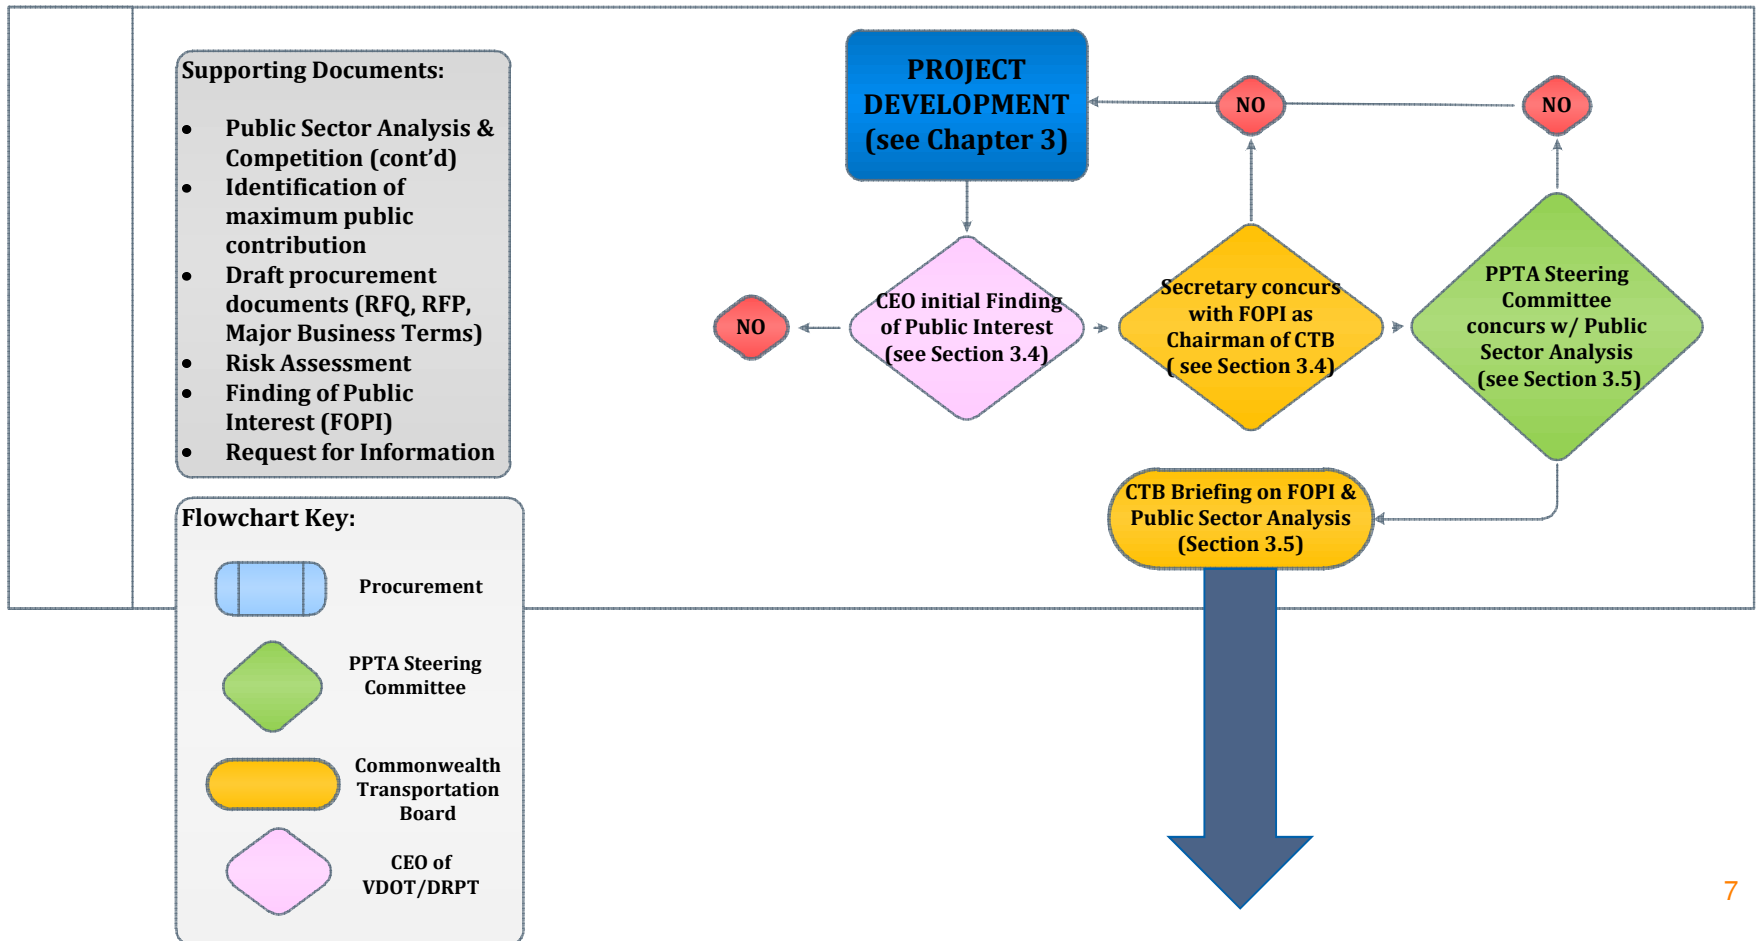 Supporting Documents:
• Public Sector Analysis &
Competition (cont’d)
• Identification of
maximum public
contribution
• Draft procurement
documents (RFQ, RFP,
Major Business Terms)
• Risk Assessment
• Finding of Public
Interest (FOPI)
• Request for Information
Flowchart Key:
Procurement
PPTA Steering
Committee
Commonwealth
Transportation
Board
CEO of
VDOT/DRPT
PROJECT
DEVELOPMENT
(see Chapter 3)
NO
NO
NO
CEO initial Finding
of Public Interest
(see Section 3.4)
Secretary concurs
with FOPI as
Chairman of CTB
( see Section 3.4)
PPTA Steering
Committee
concurs w/ Public
Sector Analysis
(see Section 3.5)
CTB Briefing on FOPI &
Public Sector Analysis
(Section 3.5)
7